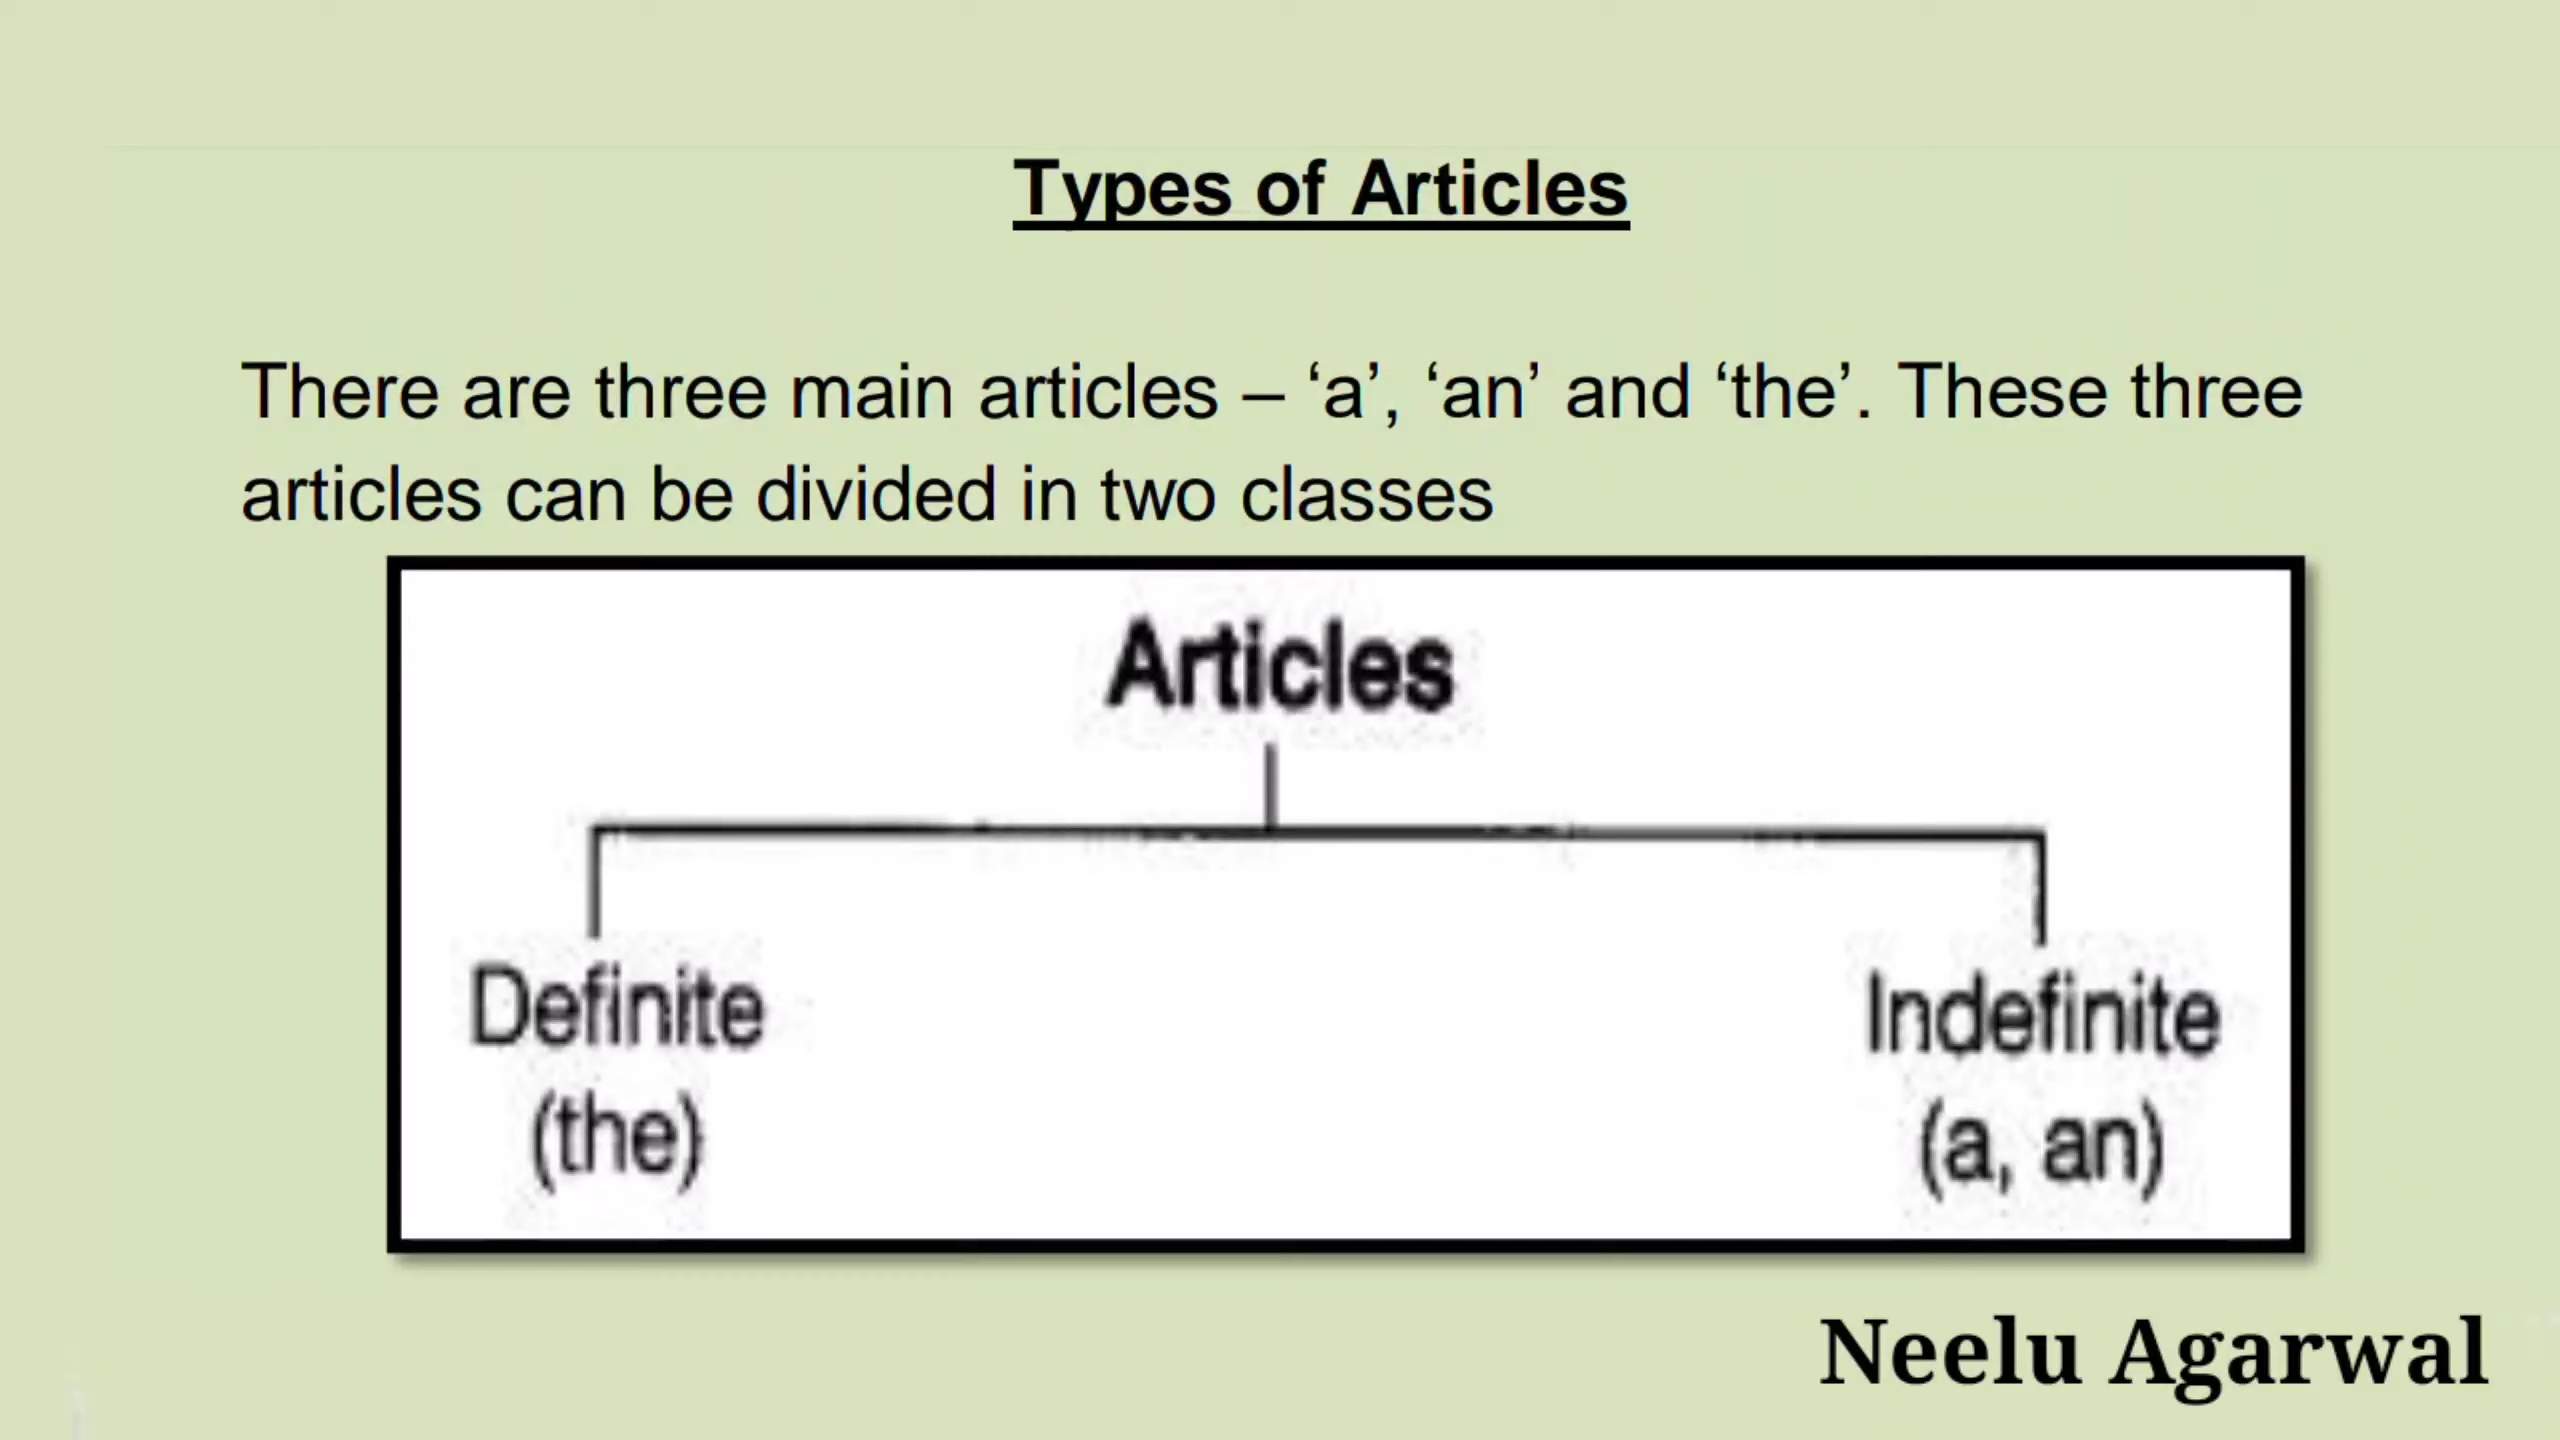 Types of Articles
There are three main articles – ‘a’, ‘an’ and ‘the’. These three
articles can be divided in two classes
Articles
Definite
(the)
Indefinite
(a, an)
Neelu Agarwal